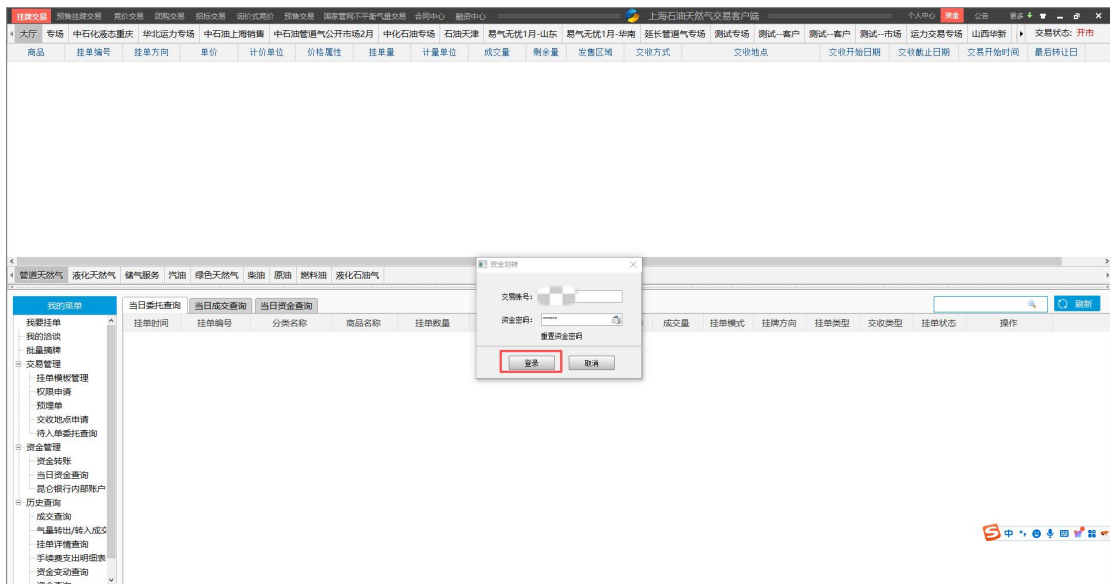 挂牌交易 预售挂牌交易 竞价交易 团购交易 招标交易 询价式竞价 预售交易 国家管网不平衡气量交易 合同中心 融资中心 上海石油天然气交易客户端 个人中心 资金 公告 更多
大厅 专场 中石化液态重庆 华北运力专场 中石油上海销售 中石油管道气公开市场2月 中化石油专场 石油天津 易气无忧1月-山东 易气无忧1月-华南 延长管道气专场 测试专场 测试--客户 测试--客户 测试--市场 运力交易专场 山西华新 交易状态: 开市
商品 挂单编号 挂单方向 单价 计价单位 价格属性 挂单量 计量单位 成交量 剩余量 发售区域 交收方式 交收地点 交收开始日期 交收截止日期 交易开始时间 最后转让日
管道天然气 液化天然气 储气服务 汽油 绿色天然气 柴油 原油 燃料油 液化石油气
资金划转
交易账号:
资金密码: ******
重置资金密码
登录 取消
我的菜单 当日委托查询 当日成交查询 当日资金查询 刷新
挂单时间 挂单编号 分类名称 商品名称 挂单数量 成交量 挂单模式 挂牌方向 挂单类型 交收类型 挂单状态 操作
我要挂单
我的洽谈
批量摘牌
交易管理
挂单模板管理
权限申请
预埋单
交收地点申请
待入单委托查询
资金管理
资金转账
当日资金查询
昆仑银行内部账户
历史查询
成交查询
气量转出/转入成交
挂单详情查询
手续费支出明细表
资金变动查询
中